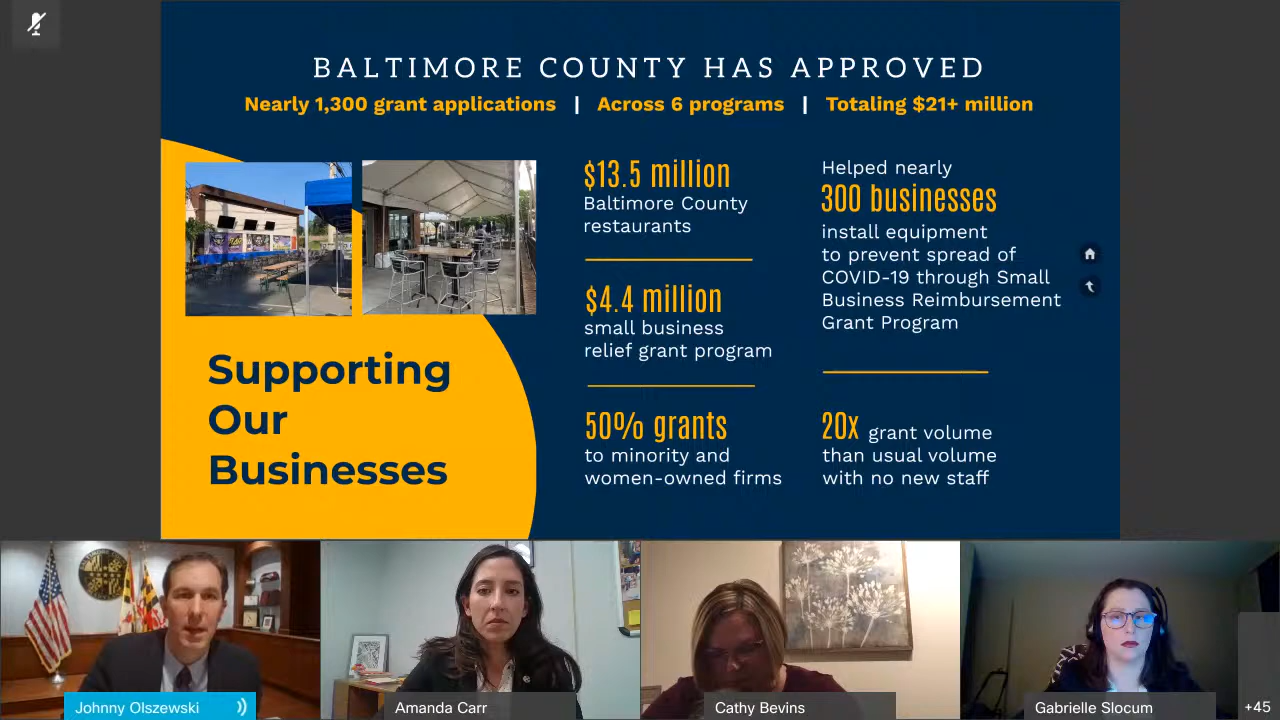 BALTIMORE COUNTY HAS APPROVED
Nearly 1,300 grant applications | Across 6 programs | Totaling $21+ million
$13.5 million
Baltimore County
restaurants
$4.4 million
small business
relief grant program
50% grants
to minority and
women-owned firms
Helped nearly
300 businesses
install equipment
to prevent spread of
COVID-19 through Small
Business Reimbursement
Grant Program
20x grant volume
than usual volume
with no new staff
Supporting
Our
Businesses
Johnny Olszewski
Amanda Carr
Cathy Bevins
Gabrielle Slocum
+45